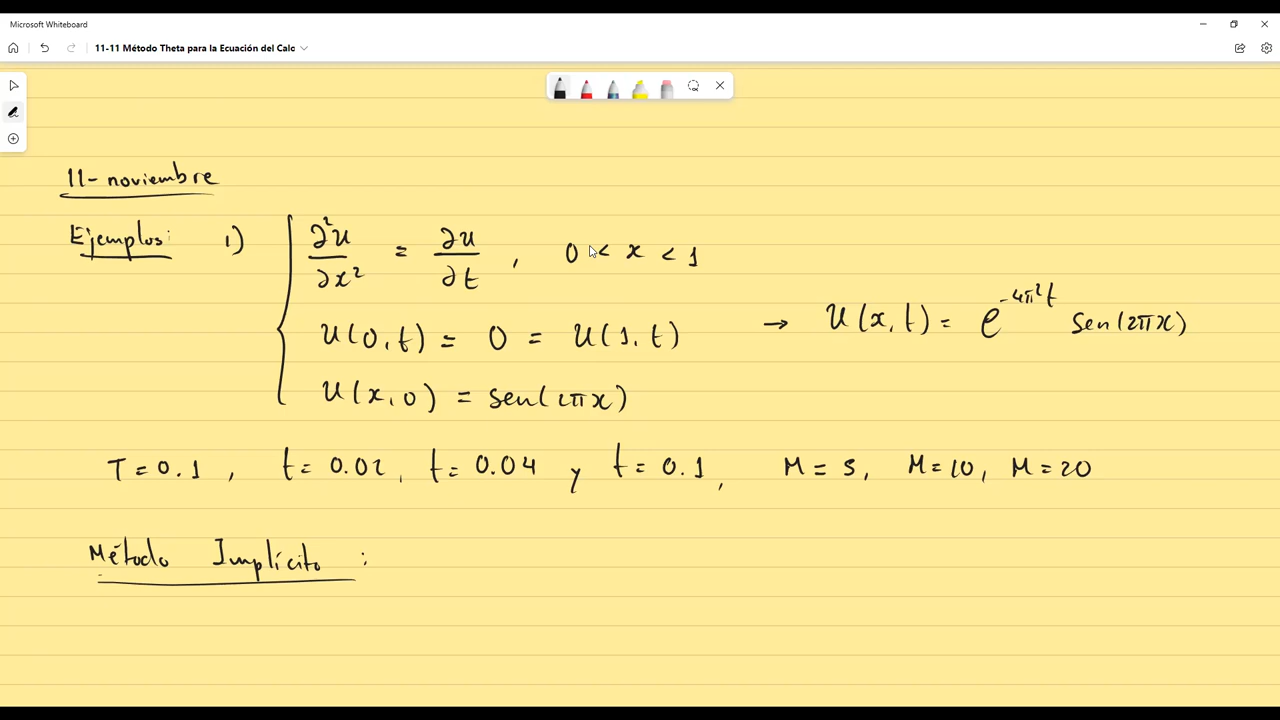 Microsoft Whiteboard
11-11 Método Theta para la Ecuación del Calc
11- noviembre
Ejemplos: 1) ∂²u/∂x² = ∂u/∂t , 0 < x < 1
u(0,t) = 0 = u(1,t) → u(x,t) = e^{-4π²t} sen(2πx)
u(x,0) = sen(2πx)
T = 0.1 , t = 0.02 , t = 0.04 y t = 0.1 , M = 5, M = 10, M = 20
Método Implícito :